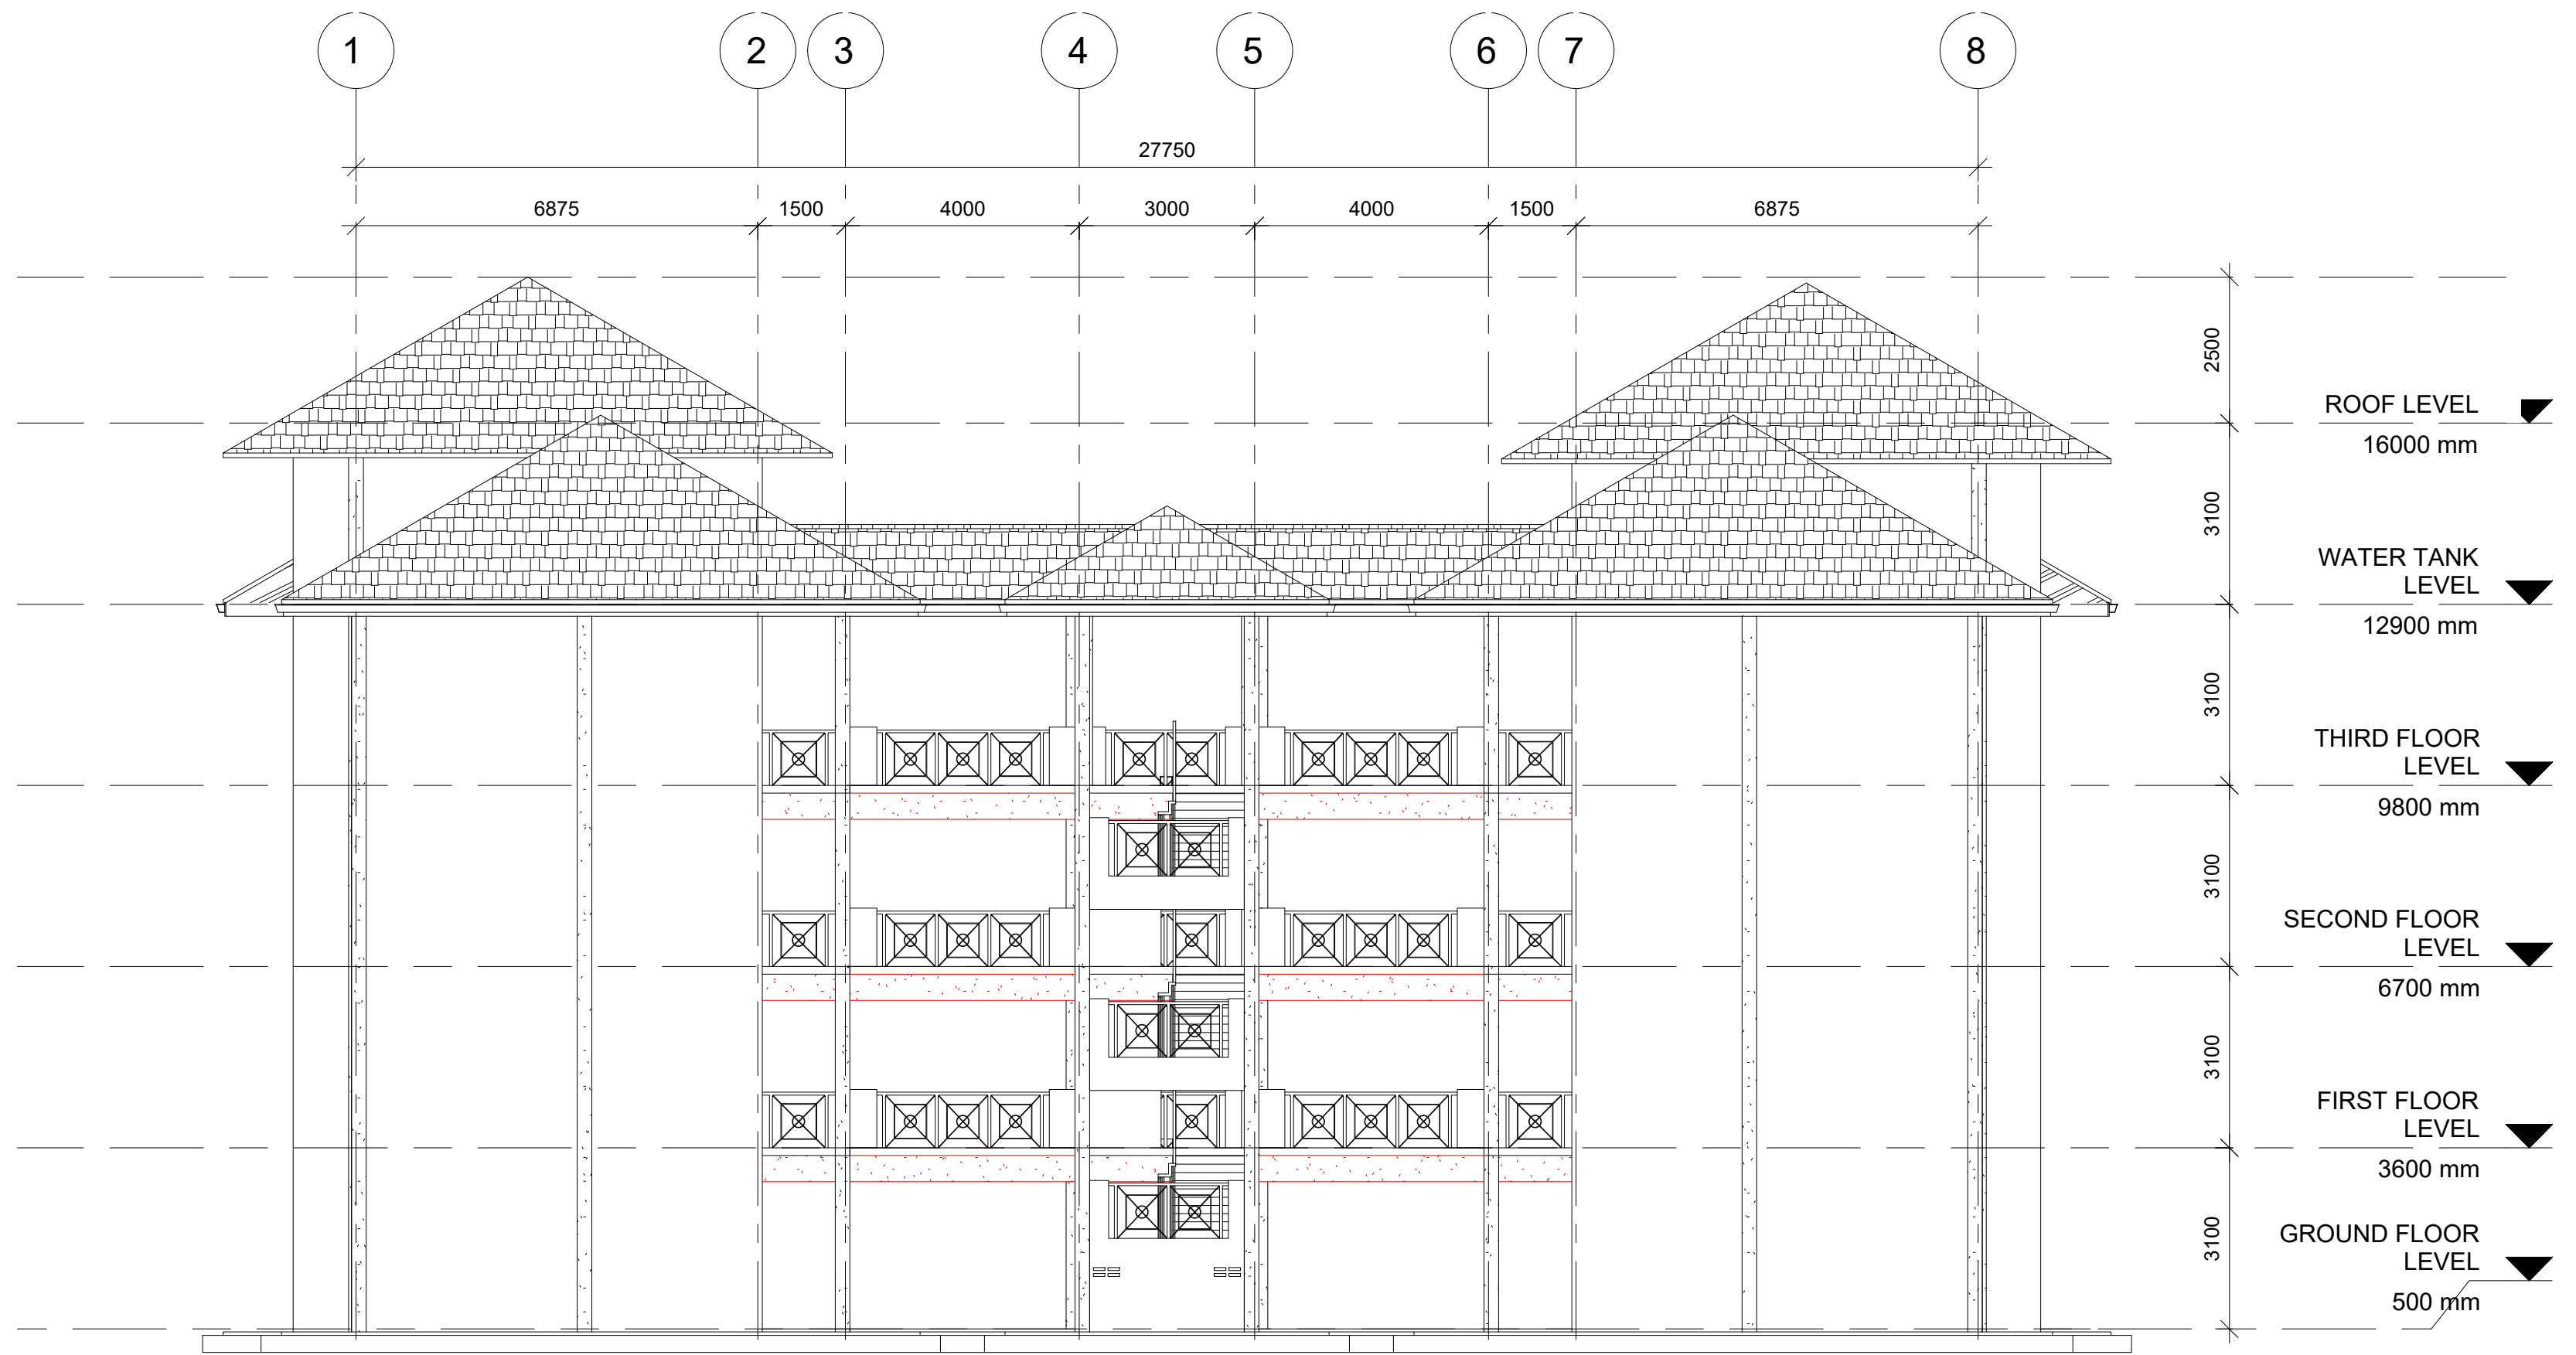 1 2 3 4 5 6 7 8
27750
6875 1500 4000 3000 4000 1500 6875
2500
ROOF LEVEL
16000 mm
3100
WATER TANK
LEVEL
12900 mm
3100
THIRD FLOOR
LEVEL
9800 mm
3100
SECOND FLOOR
LEVEL
6700 mm
3100
FIRST FLOOR
LEVEL
3600 mm
3100
GROUND FLOOR
LEVEL
500 mm